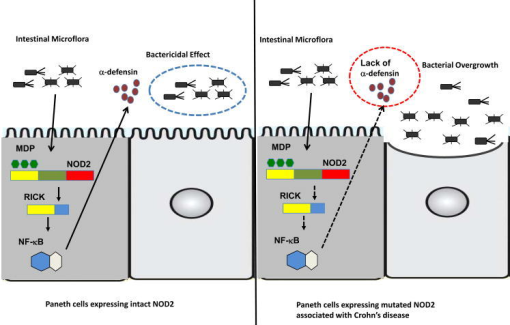 Intestinal Microflora
Bactericidal Effect
α-defensin
MDP
NOD2
RICK
NF-κB
Paneth cells expressing intact NOD2
Intestinal Microflora
Lack of
α-defensin
Bacterial Overgrowth
MDP
NOD2
RICK
NF-κB
Paneth cells expressing mutated NOD2
associated with Crohn's disease